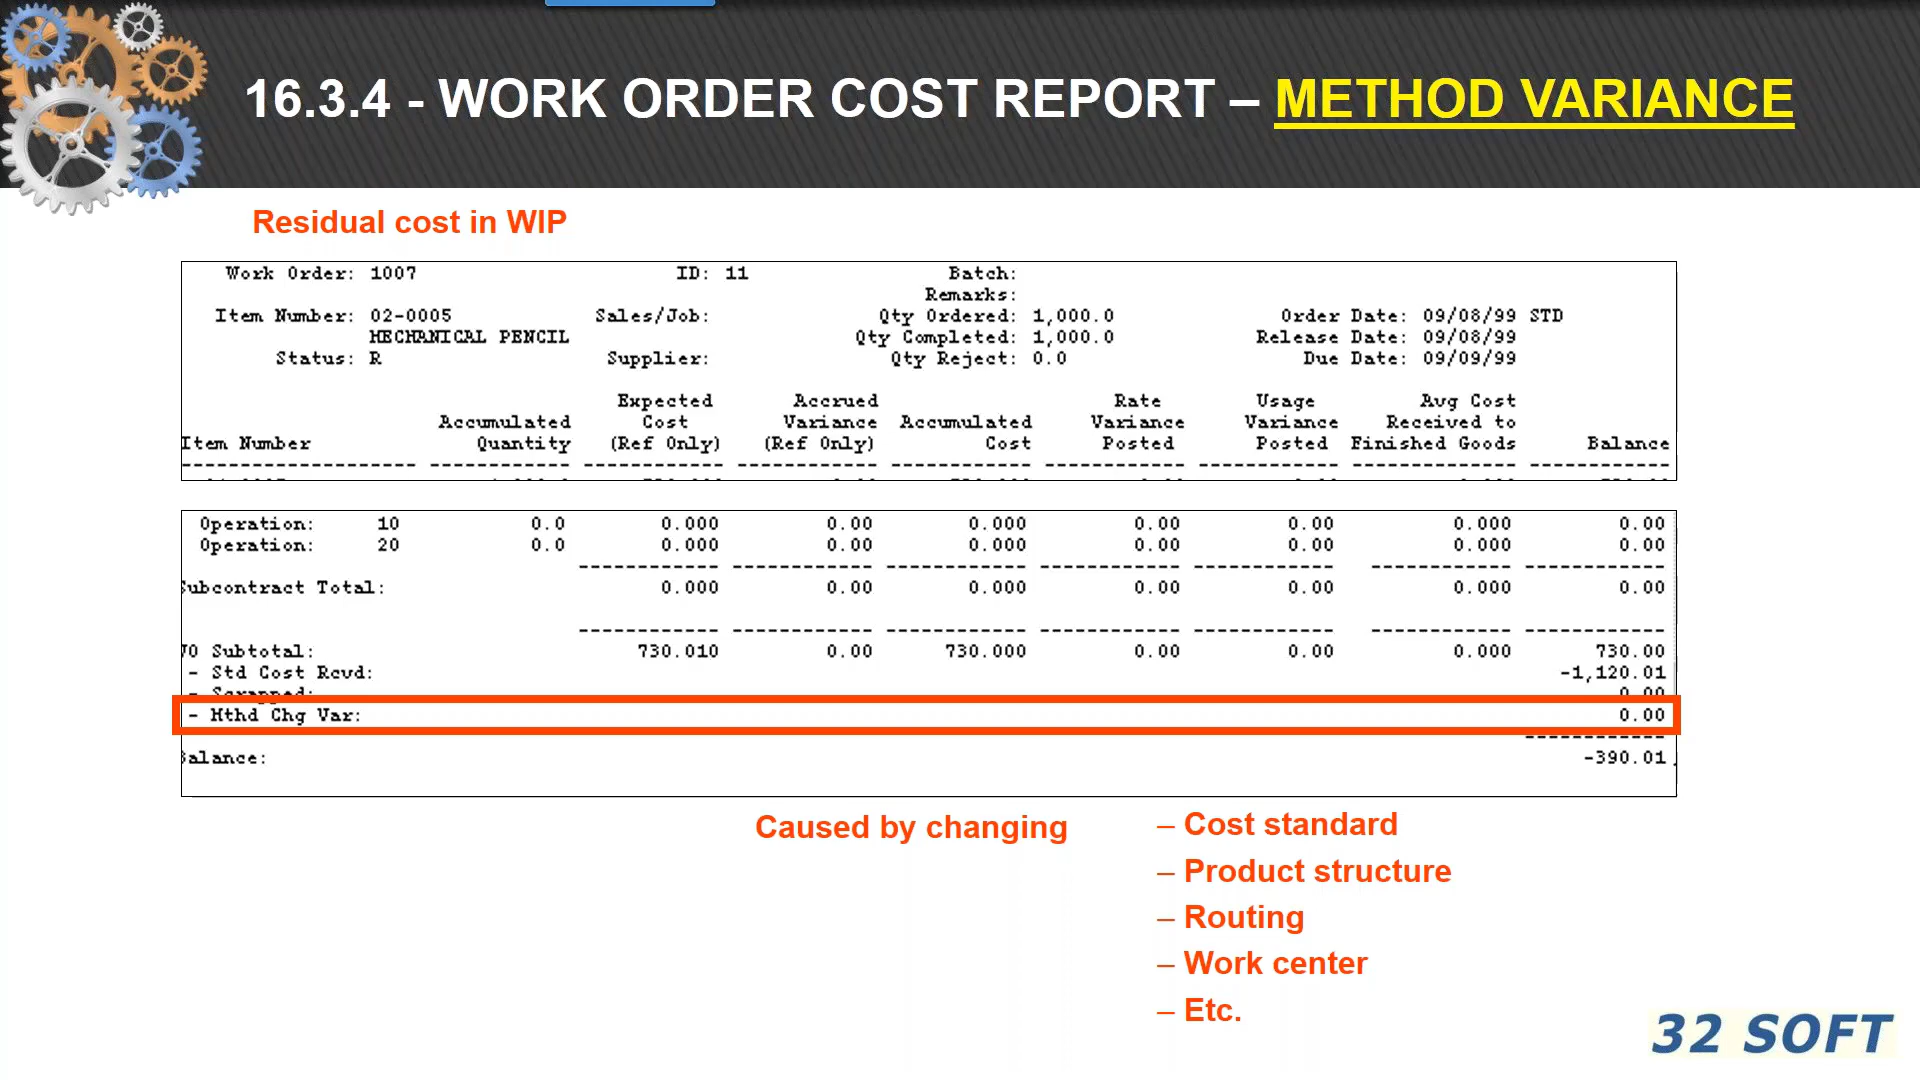 16.3.4 - WORK ORDER COST REPORT – METHOD VARIANCE
Residual cost in WIP
Work Order: 1007 ID: 11 Batch:
Remarks:
Item Number: 02-0005 Sales/Job: Qty Ordered: 1,000.0 Order Date: 09/08/99 STD
MECHANICAL PENCIL Qty Completed: 1,000.0 Release Date: 09/08/99
Status: R Supplier: Qty Reject: 0.0 Due Date: 09/09/99
Expected Accrued Rate Usage Avg Cost
Accumulated Cost Variance Accumulated Variance Variance Received to
Item Number Quantity (Ref Only) (Ref Only) Cost Posted Posted Finished Goods Balance
Operation: 10 0.0 0.000 0.00 0.000 0.00 0.00 0.000 0.00
Operation: 20 0.0 0.000 0.00 0.000 0.00 0.00 0.000 0.00
Subcontract Total: 0.000 0.00 0.000 0.00 0.00 0.000 0.00
WO Subtotal: 730.010 0.00 730.000 0.00 0.00 0.000 730.00
- Std Cost Rcvd: -1,120.01
- Scrapped: 0.00
- Mthd Chg Var: 0.00
Balance: -390.01
Caused by changing
– Cost standard
– Product structure
– Routing
– Work center
– Etc.
32 SOFT